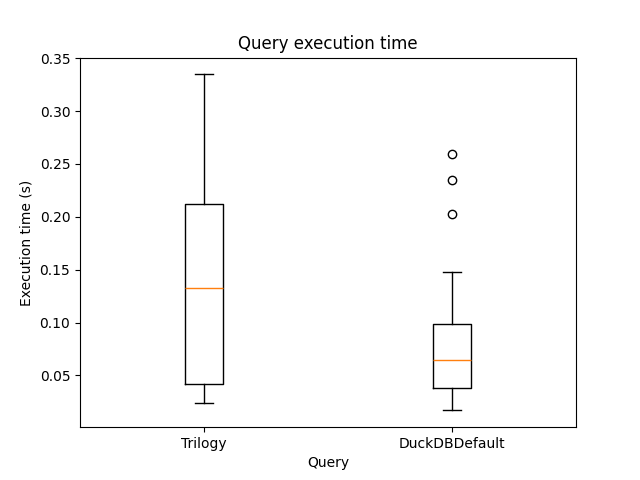 Query execution time
Execution time (s)
0.35
0.30
0.25
0.20
0.15
0.10
0.05
Trilogy DuckDBDefault
Query